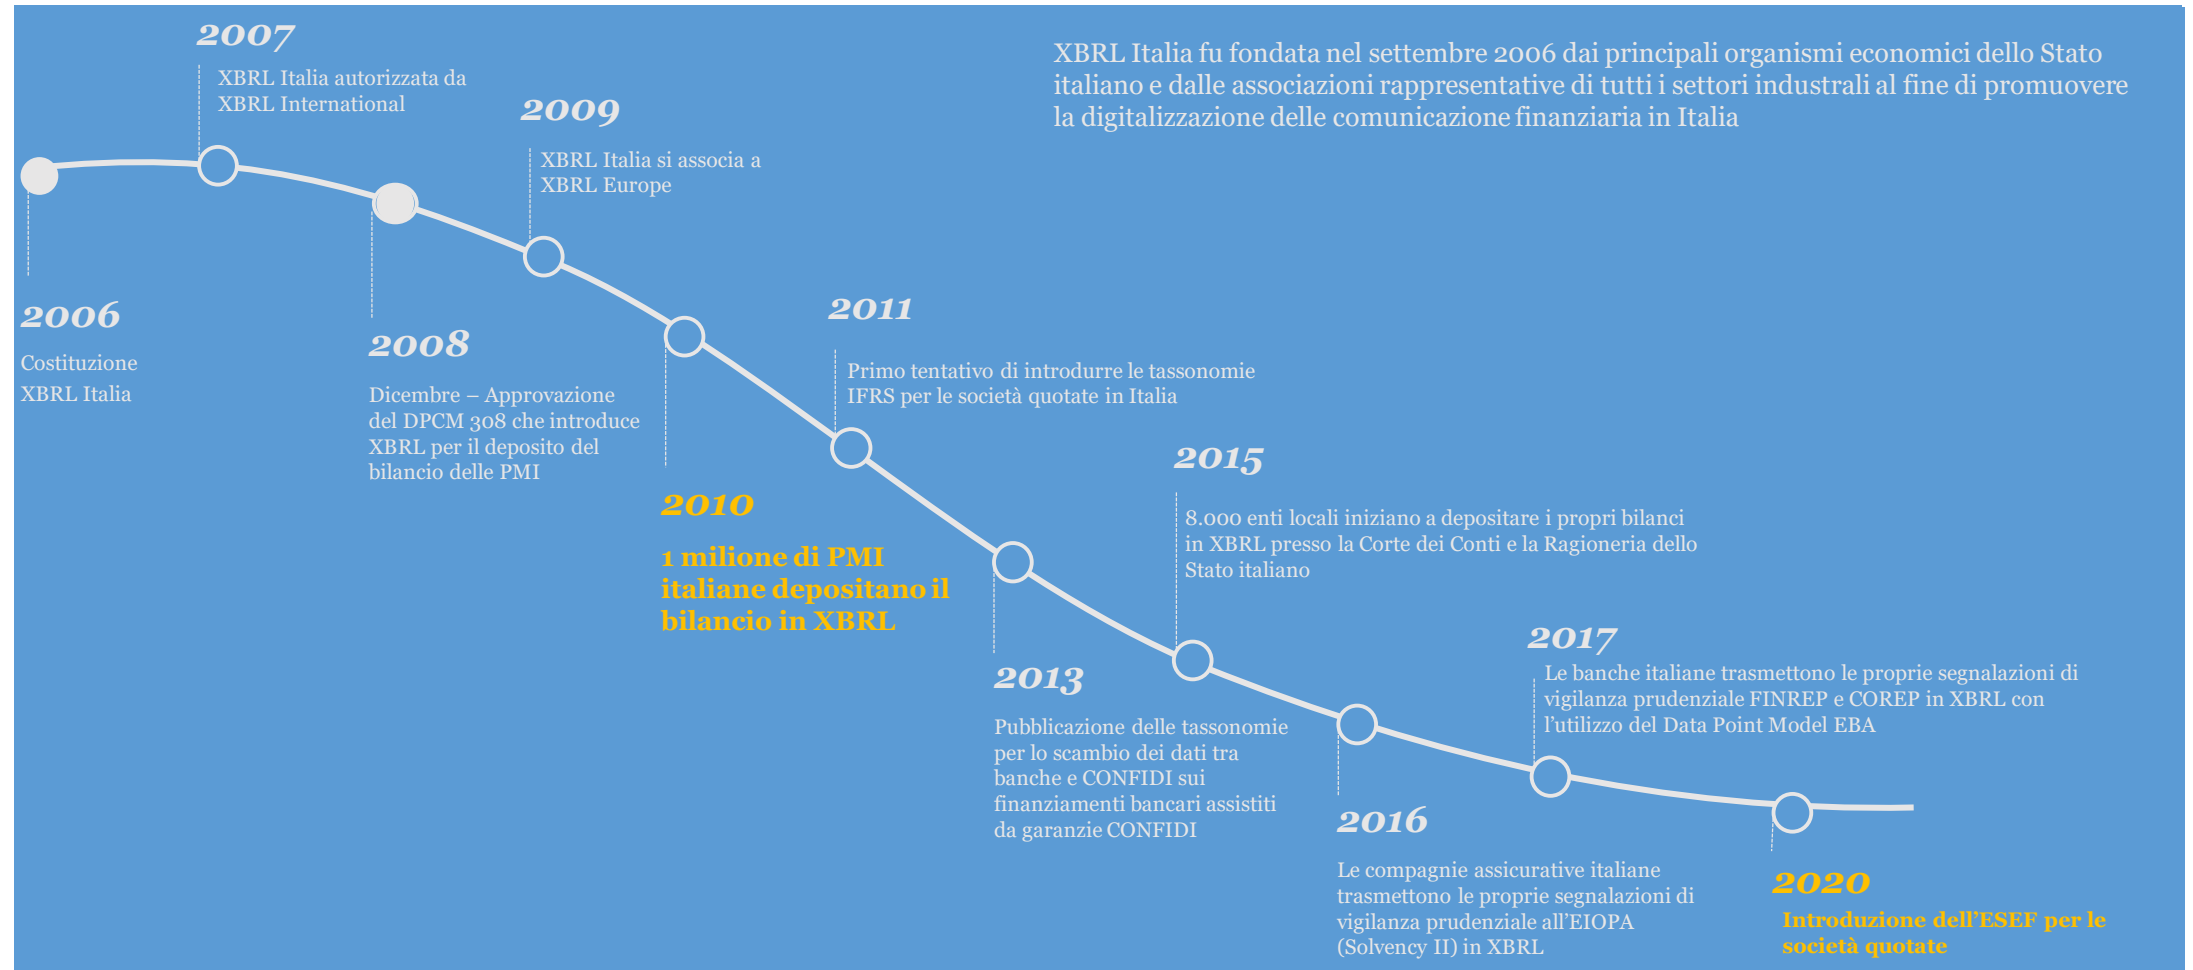 XBRL Italia fu fondata nel settembre 2006 dai principali organismi economici dello Stato
italiano e dalle associazioni rappresentative di tutti i settori industrali al fine di promuovere
la digitalizzazione delle comunicazione finanziaria in Italia
2006
Costituzione
XBRL Italia
2007
XBRL Italia autorizzata da
XBRL International
2008
Dicembre – Approvazione
del DPCM 308 che introduce
XBRL per il deposito del
bilancio delle PMI
2009
XBRL Italia si associa a
XBRL Europe
2010
1 milione di PMI
italiane depositano il
bilancio in XBRL
2011
Primo tentativo di introdurre le tassonomie
IFRS per le società quotate in Italia
2013
Pubblicazione delle tassonomie
per lo scambio dei dati tra
banche e CONFIDI sui
finanziamenti bancari assistiti
da garanzie CONFIDI
2015
8.000 enti locali iniziano a depositare i propri bilanci
in XBRL presso la Corte dei Conti e la Ragioneria dello
Stato italiano
2016
Le compagnie assicurative italiane
trasmettono le proprie segnalazioni di
vigilanza prudenziale all'EIOPA
(Solvency II) in XBRL
2017
Le banche italiane trasmettono le proprie segnalazioni di
vigilanza prudenziale FINREP e COREP in XBRL con
l'utilizzo del Data Point Model EBA
2020
Introduzione dell'ESEF per le
società quotate